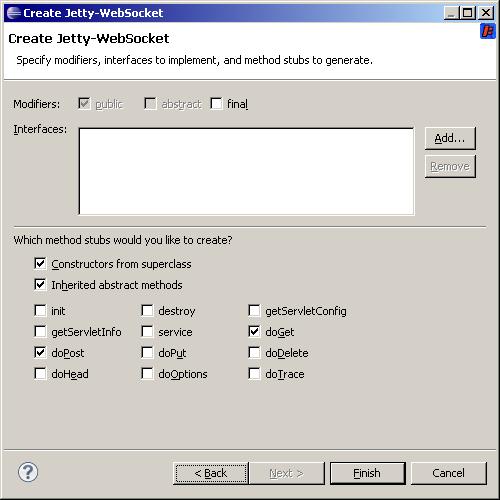 Create Jetty-WebSocket
Create Jetty-WebSocket
Specify modifiers, interfaces to implement, and method stubs to generate.
Modifiers: public abstract final
Interfaces: Add...
Remove
Which method stubs would you like to create?
Constructors from superclass
Inherited abstract methods
init destroy getServletConfig
getServletInfo service doGet
doPost doPut doDelete
doHead doOptions doTrace
? < Back Next > Finish Cancel